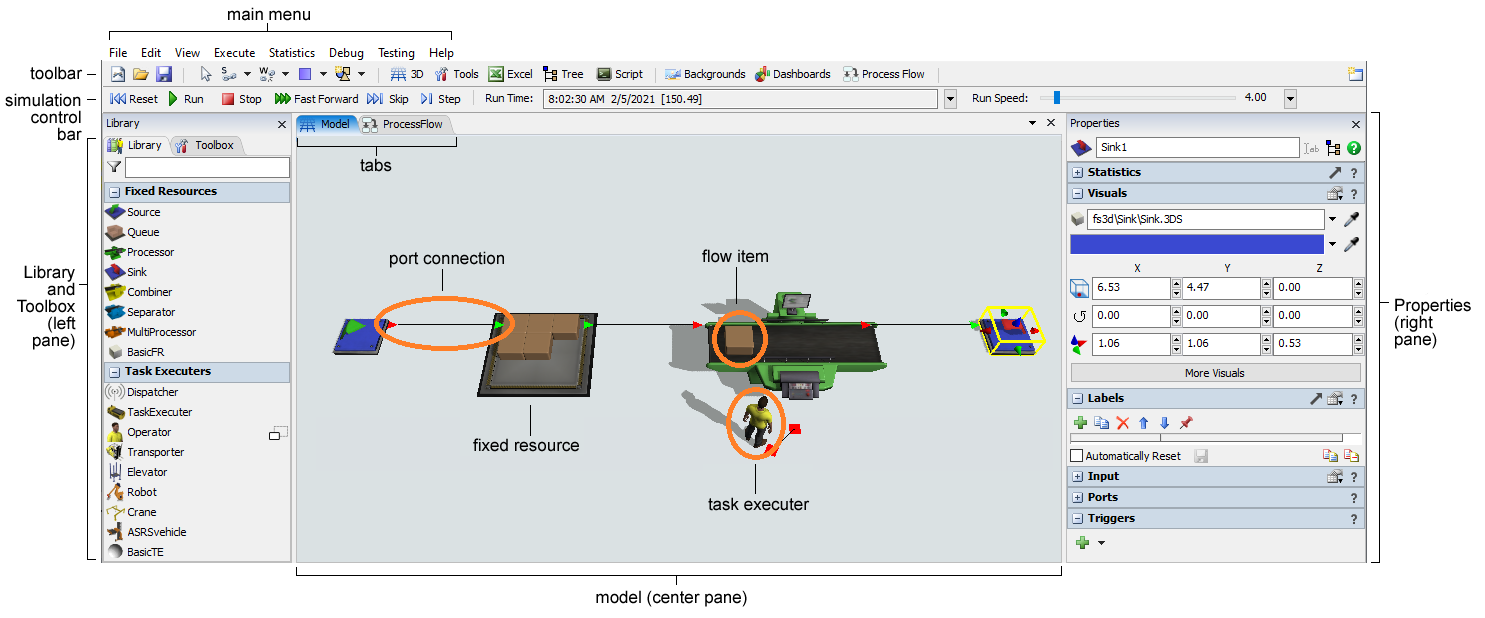 main menu
File Edit View Execute Statistics Debug Testing Help
toolbar
3D Tools Excel Tree Script Backgrounds Dashboards Process Flow
simulation
control
bar
Reset Run Stop Fast Forward Skip Step Run Time: 8:02:30 AM 2/5/2021 [150.49] Run Speed: 4.00
Library
Library Toolbox
Fixed Resources
Source
Queue
Processor
Sink
Combiner
Separator
MultiProcessor
BasicFR
Task Executers
Dispatcher
TaskExecuter
Operator
Transporter
Elevator
Robot
Crane
ASRSvehicle
BasicTE
Library
and
Toolbox
(left
pane)
Model ProcessFlow
tabs
port connection
flow item
fixed resource
task executer
model (center pane)
Properties
Sink1
Statistics
Visuals
fs3d\Sink\Sink.3DS
X Y Z
6.53 4.47 0.00
0.00 0.00 0.00
1.06 1.06 0.53
More Visuals
Labels
Automatically Reset
Input
Ports
Triggers
Properties
(right
pane)